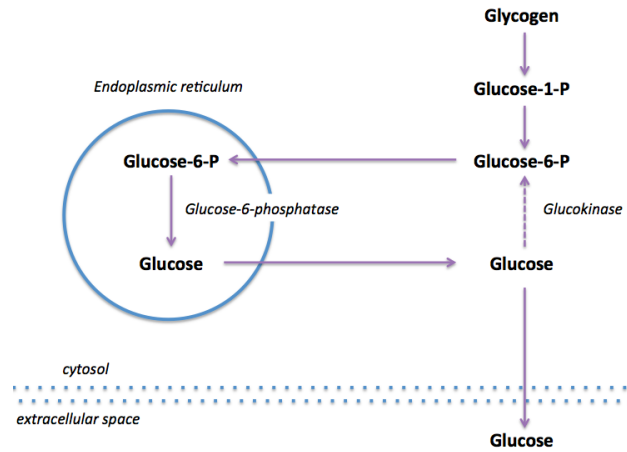 Glycogen
Endoplasmic reticulum
Glucose-1-P
Glucose-6-P
Glucose-6-P
Glucose-6-phosphatase
Glucokinase
Glucose
Glucose
cytosol
extracellular space
Glucose